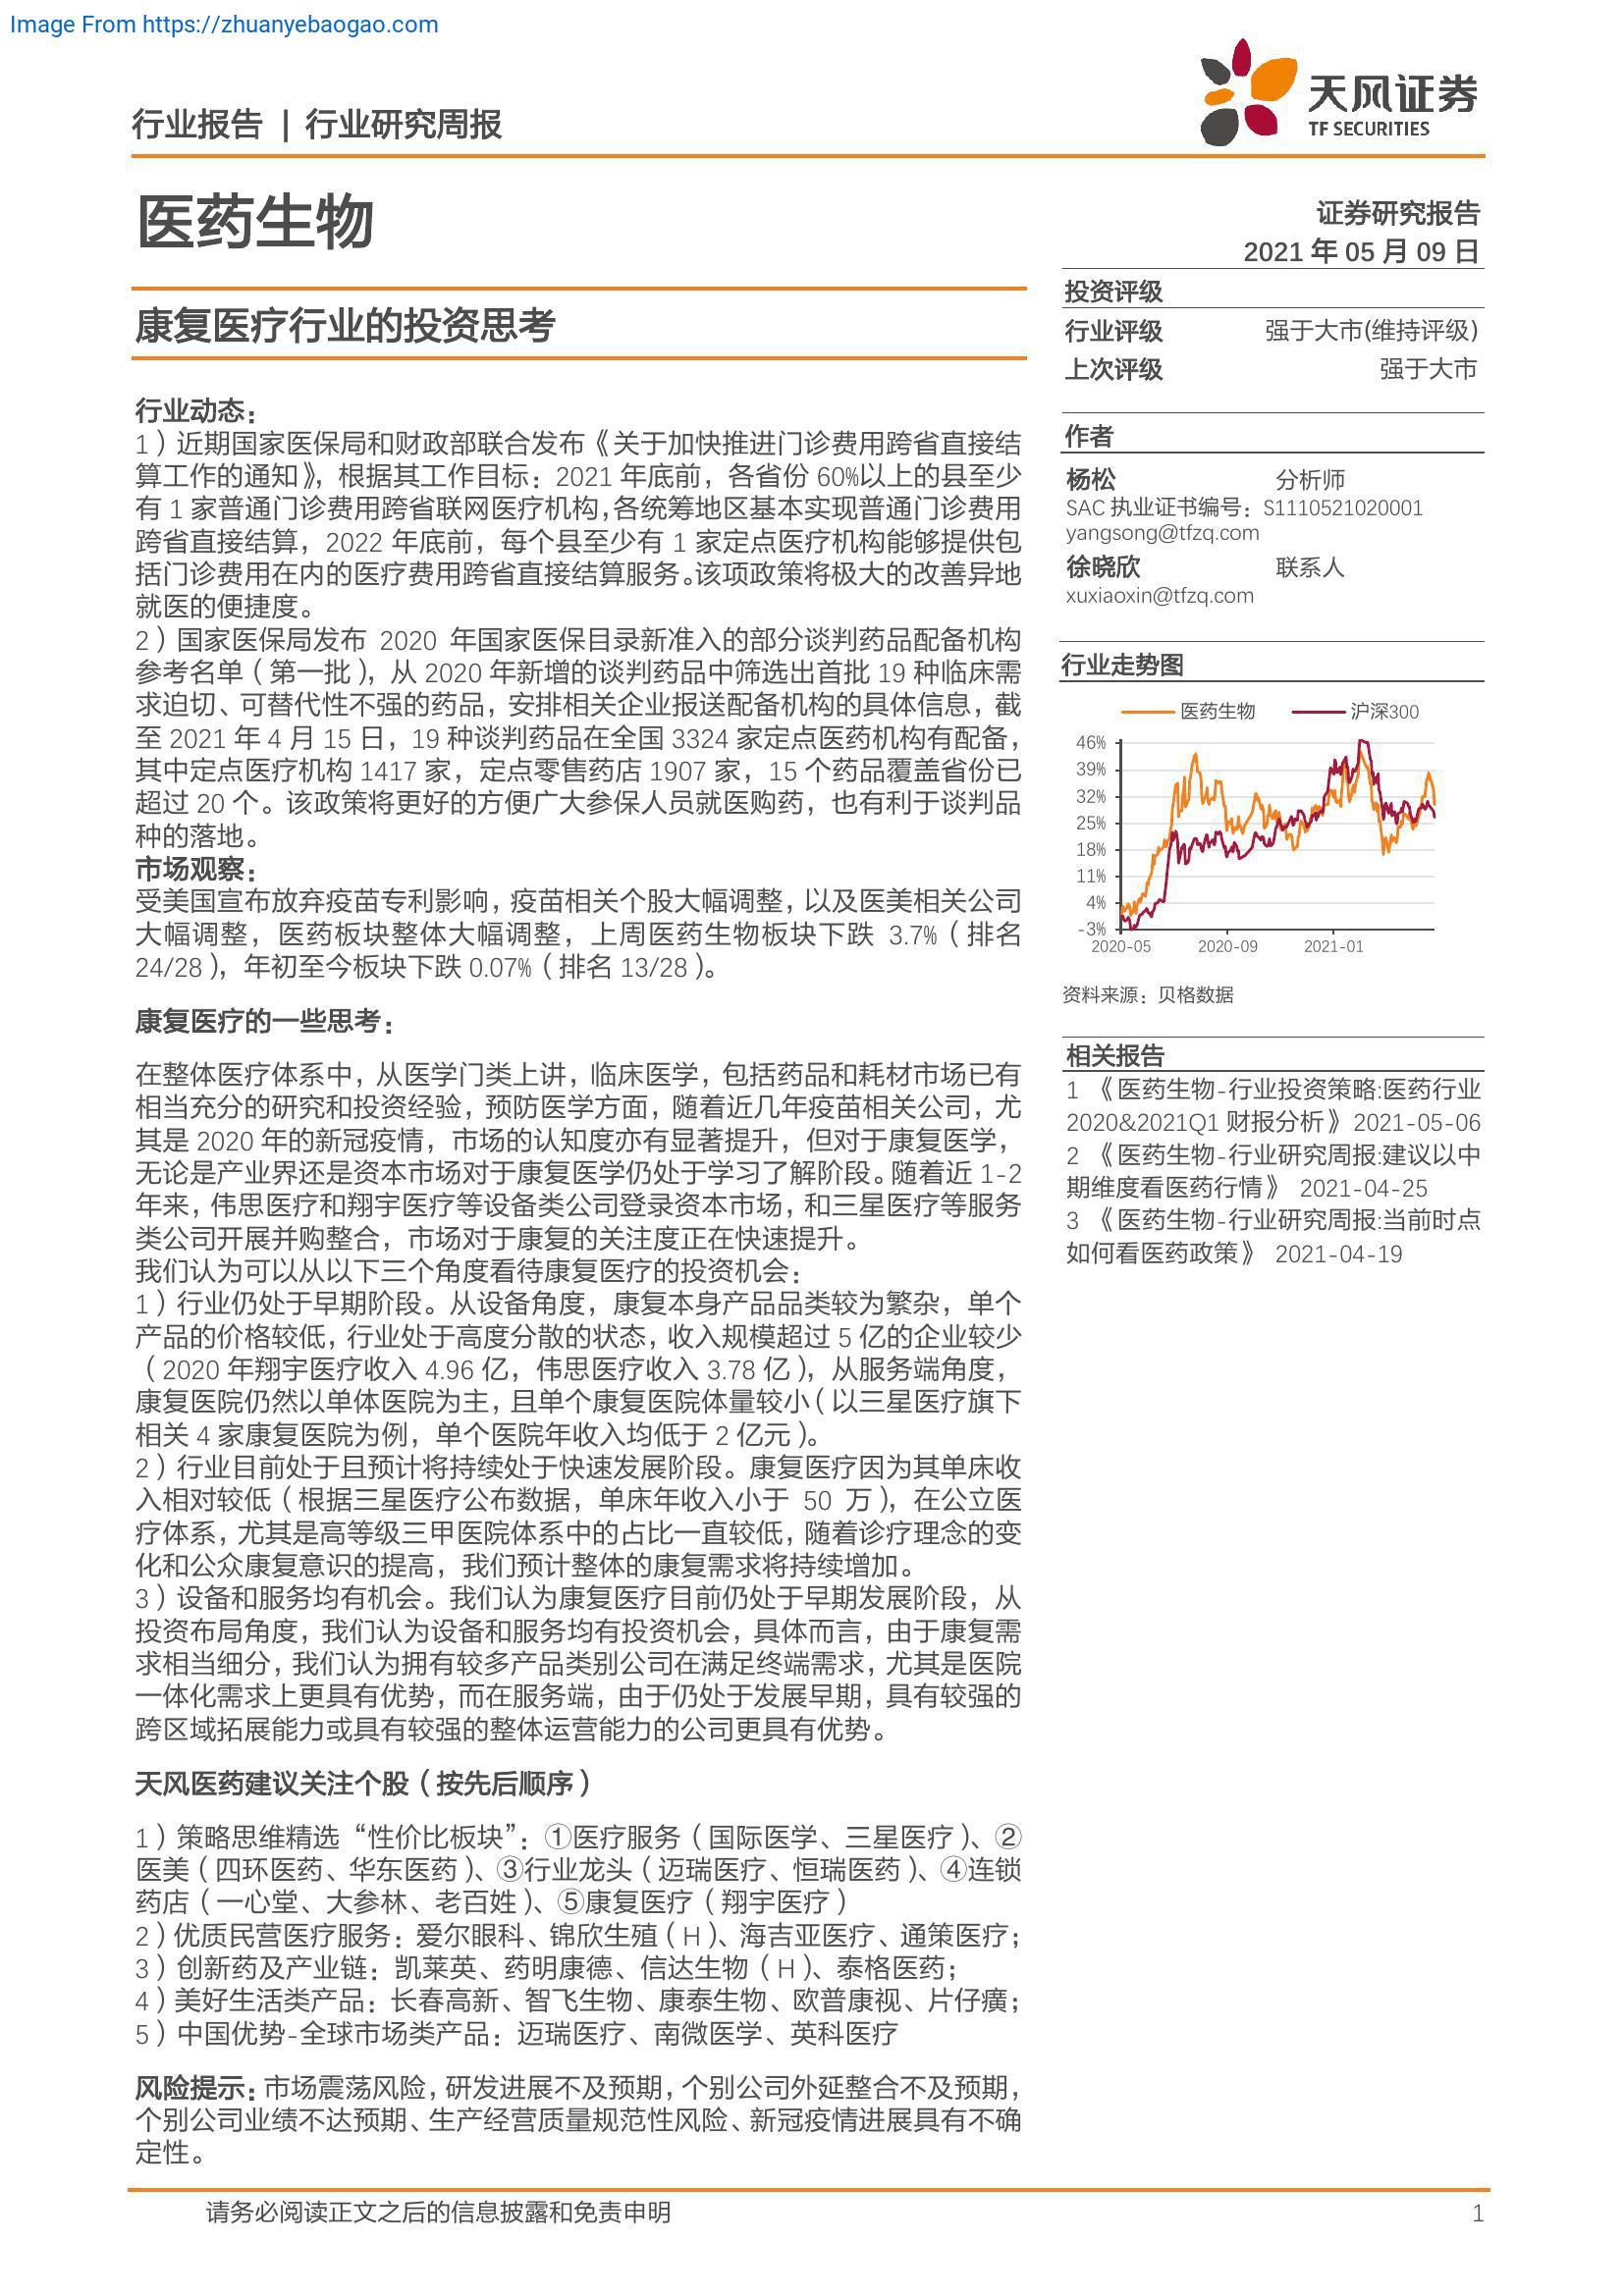 Image From https://zhuanyebaogao.com
行业报告 | 行业研究周报
天风证券
TF SECURITIES
医药生物
康复医疗行业的投资思考
行业动态：
1）近期国家医保局和财政部联合发布《关于加快推进门诊费用跨省直接结
算工作的通知》，根据其工作目标：2021 年底前，各省份 60%以上的县至少
有 1 家普通门诊费用跨省联网医疗机构，各统筹地区基本实现普通门诊费用
跨省直接结算，2022 年底前，每个县至少有 1 家定点医疗机构能够提供包
括门诊费用在内的医疗费用跨省直接结算服务。该项政策将极大的改善异地
就医的便捷度。
2）国家医保局发布 2020 年国家医保目录新准入的部分谈判药品配备机构
参考名单（第一批），从 2020 年新增的谈判药品中筛选出首批 19 种临床需
求迫切、可替代性不强的药品，安排相关企业报送配备机构的具体信息，截
至 2021 年 4 月 15 日，19 种谈判药品在全国 3324 家定点医药机构有配备，
其中定点医疗机构 1417 家，定点零售药店 1907 家，15 个药品覆盖省份已
超过 20 个。该政策将更好的方便广大参保人员就医购药，也有利于谈判品
种的落地。
市场观察：
受美国宣布放弃疫苗专利影响，疫苗相关个股大幅调整，以及医美相关公司
大幅调整，医药板块整体大幅调整，上周医药生物板块下跌 3.7%（排名
24/28），年初至今板块下跌 0.07%（排名 13/28）。
康复医疗的一些思考：
在整体医疗体系中，从医学门类上讲，临床医学，包括药品和耗材市场已有
相当充分的研究和投资经验，预防医学方面，随着近几年疫苗相关公司，尤
其是 2020 年的新冠疫情，市场的认知度亦有显著提升，但对于康复医学，
无论是产业界还是资本市场对于康复医学仍处于学习了解阶段。随着近 1-2
年来，伟思医疗和翔宇医疗等设备类公司登录资本市场，和三星医疗等服务
类公司开展并购整合，市场对于康复的关注度正在快速提升。
我们认为可以从以下三个角度看待康复医疗的投资机会：
1）行业仍处于早期阶段。从设备角度，康复本身产品品类较为繁杂，单个
产品的价格较低，行业处于高度分散的状态，收入规模超过 5 亿的企业较少
（2020 年翔宇医疗收入 4.96 亿，伟思医疗收入 3.78 亿），从服务端角度，
康复医院仍然以单体医院为主，且单个康复医院体量较小（以三星医疗旗下
相关 4 家康复医院为例，单个医院年收入均低于 2 亿元）。
2）行业目前处于且预计将持续处于快速发展阶段。康复医疗因为其单床收
入相对较低（根据三星医疗公布数据，单床年收入小于 50 万），在公立医
疗体系，尤其是高等级三甲医院体系中的占比一直较低，随着诊疗理念的变
化和公众康复意识的提高，我们预计整体的康复需求将持续增加。
3）设备和服务均有机会。我们认为康复医疗目前仍处于早期发展阶段，从
投资布局角度，我们认为设备和服务均有投资机会，具体而言，由于康复需
求相当细分，我们认为拥有较多产品类别公司在满足终端需求，尤其是医院
一体化需求上更具有优势，而在服务端，由于仍处于发展早期，具有较强的
跨区域拓展能力或具有较强的整体运营能力的公司更具有优势。
天风医药建议关注个股（按先后顺序）
1）策略思维精选“性价比板块”：①医疗服务（国际医学、三星医疗）、②
医美（四环医药、华东医药）、③行业龙头（迈瑞医疗、恒瑞医药）、④连锁
药店（一心堂、大参林、老百姓）、⑤康复医疗（翔宇医疗）
2）优质民营医疗服务：爱尔眼科、锦欣生殖（H）、海吉亚医疗、通策医疗；
3）创新药及产业链：凯莱英、药明康德、信达生物（H）、泰格医药；
4）美好生活类产品：长春高新、智飞生物、康泰生物、欧普康视、片仔癀；
5）中国优势-全球市场类产品：迈瑞医疗、南微医学、英科医疗
风险提示：市场震荡风险，研发进展不及预期，个别公司外延整合不及预期，
个别公司业绩不达预期、生产经营质量规范性风险、新冠疫情进展具有不确
定性。
证券研究报告
2021 年 05 月 09 日
投资评级
行业评级 强于大市(维持评级)
上次评级 强于大市
作者
杨松 分析师
SAC 执业证书编号：S1110521020001
yangsong@tfzq.com
徐晓欣 联系人
xuxiaoxin@tfzq.com
行业走势图
医药生物 沪深300
46%
39%
32%
25%
18%
11%
4%
-3%
2020-05 2020-09 2021-01
资料来源：贝格数据
相关报告
1 《医药生物-行业投资策略:医药行业
2020&2021Q1 财报分析》 2021-05-06
2 《医药生物-行业研究周报:建议以中
期维度看医药行情》 2021-04-25
3 《医药生物-行业研究周报:当前时点
如何看医药政策》 2021-04-19
请务必阅读正文之后的信息披露和免责申明 1